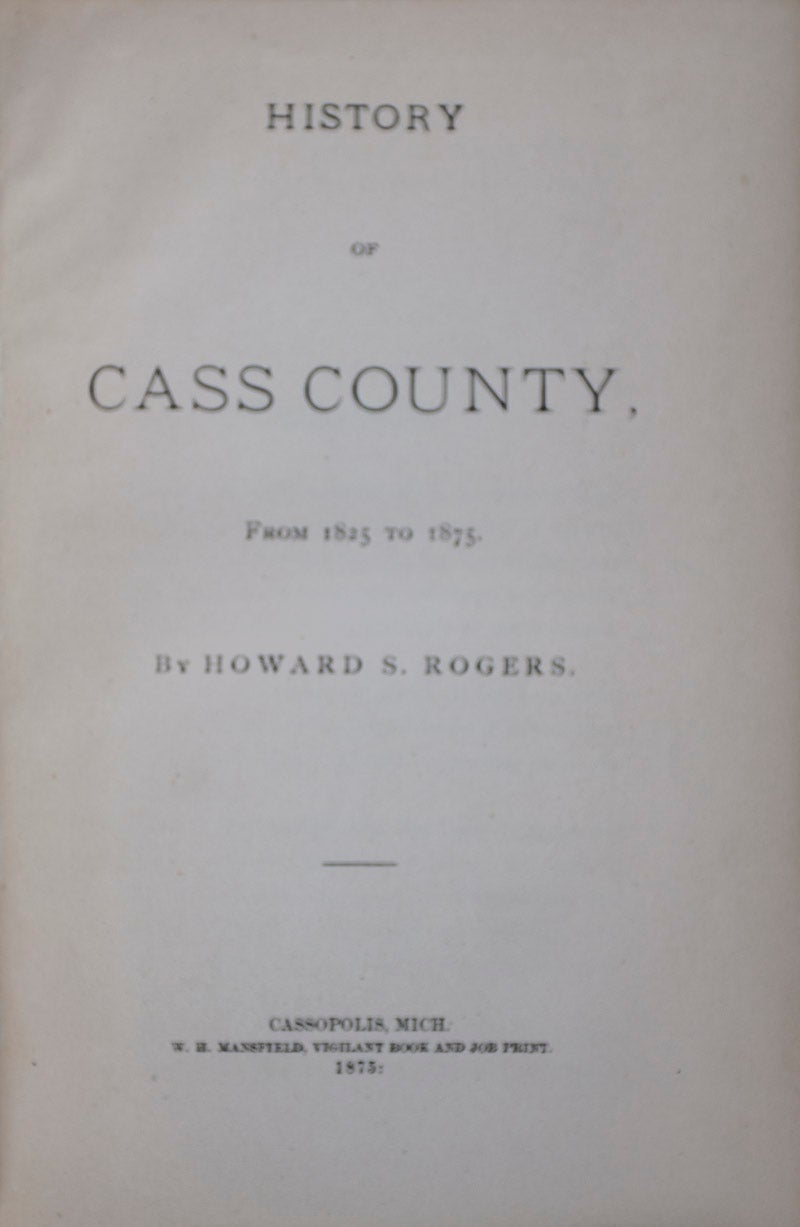 HISTORY
OF
CASS COUNTY,
FROM 1825 TO 1875.
BY HOWARD S. ROGERS.
CASSOPOLIS, MICH.
W. H. MANSFIELD, VIGILANT BOOK AND JOB PRINT.
1875: